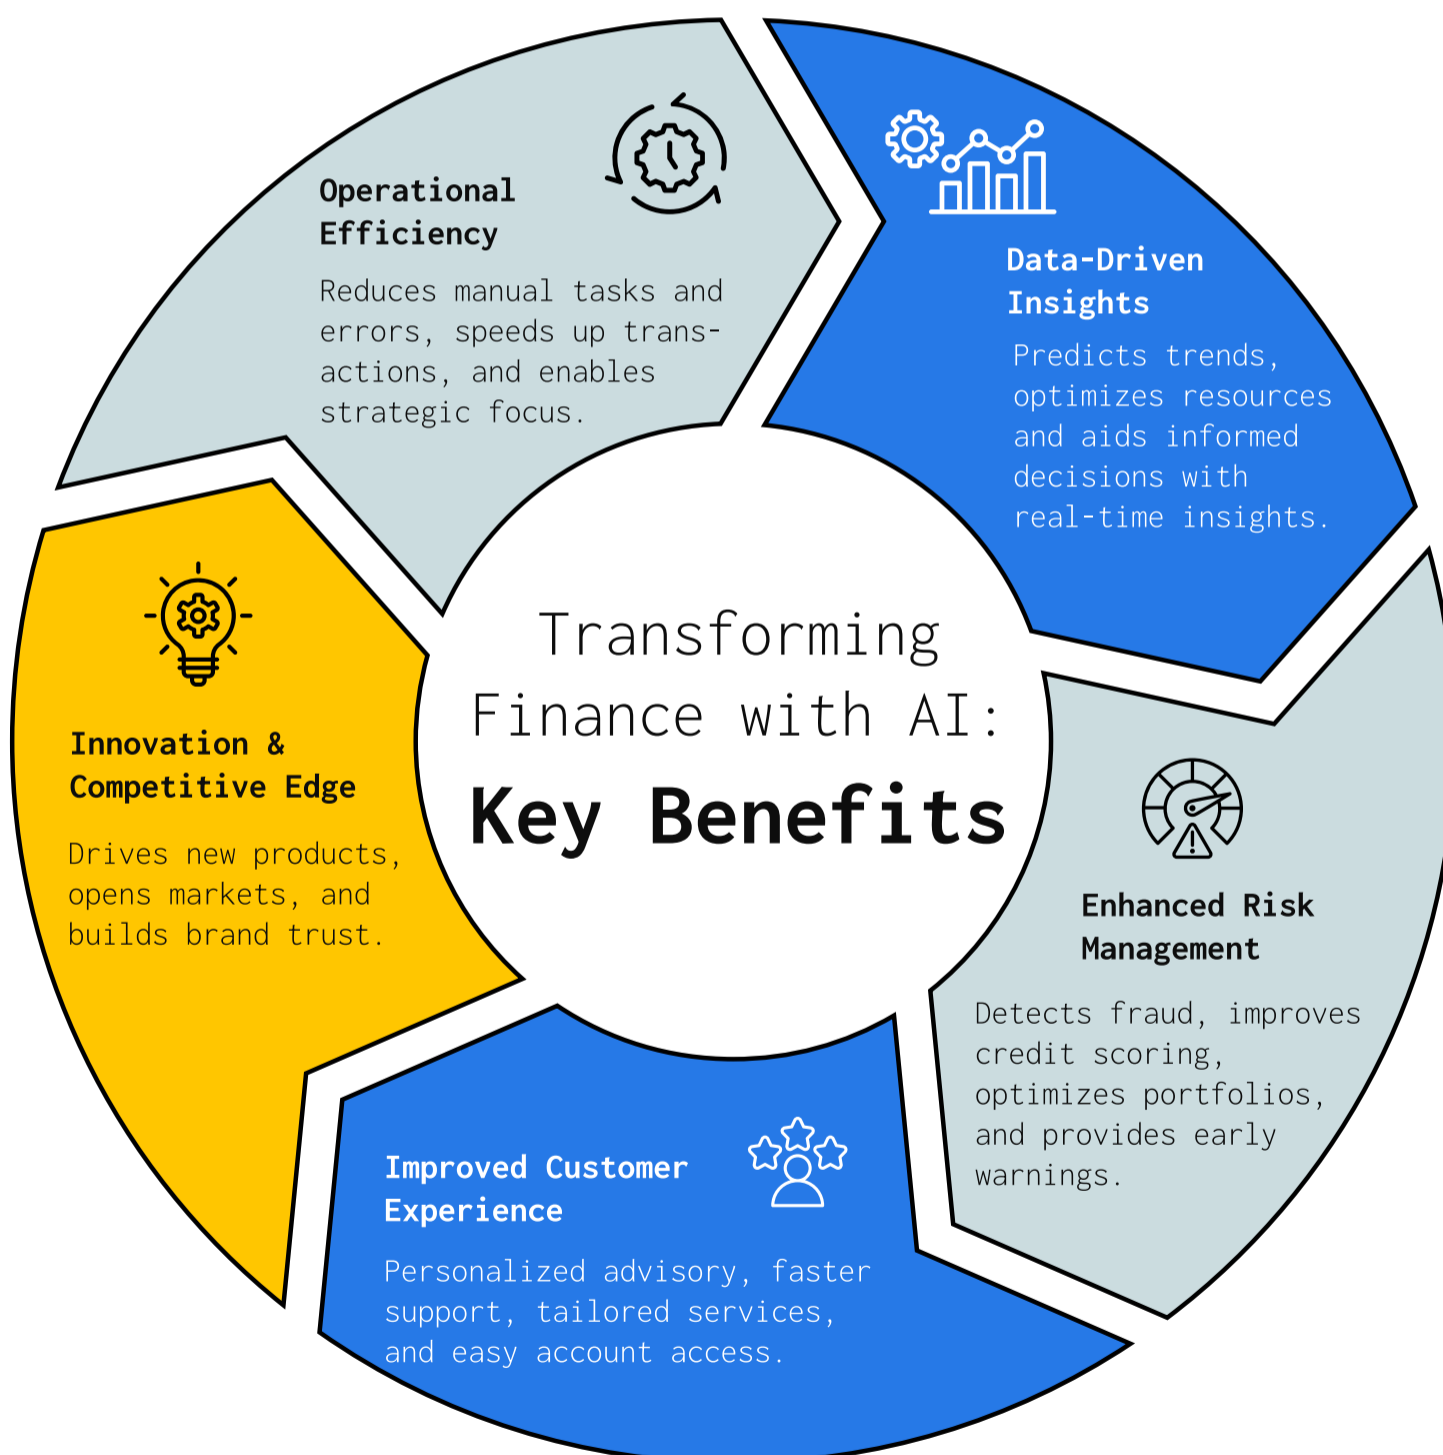 Transforming
Finance with AI:
Key Benefits
Operational
Efficiency
Reduces manual tasks and
errors, speeds up trans-
actions, and enables
strategic focus.
Data-Driven
Insights
Predicts trends,
optimizes resources
and aids informed
decisions with
real-time insights.
Enhanced Risk
Management
Detects fraud, improves
credit scoring,
optimizes portfolios,
and provides early
warnings.
Improved Customer
Experience
Personalized advisory, faster
support, tailored services,
and easy account access.
Innovation &
Competitive Edge
Drives new products,
opens markets, and
builds brand trust.